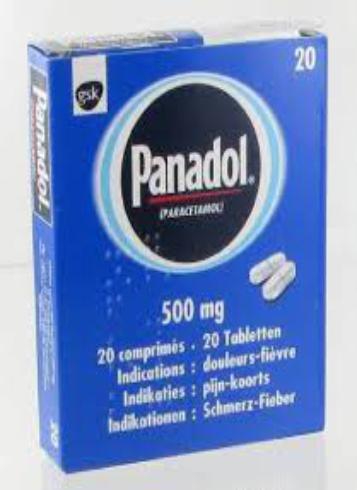 20
gsk
Panadol.
Panadol®
(PARACETAMOL)
500 mg
20 comprimés . 20 Tabletten
Indications : douleurs-fièvre
Indikaties : pijn-koorts
Indikationen : Schmerz-Fieber
20